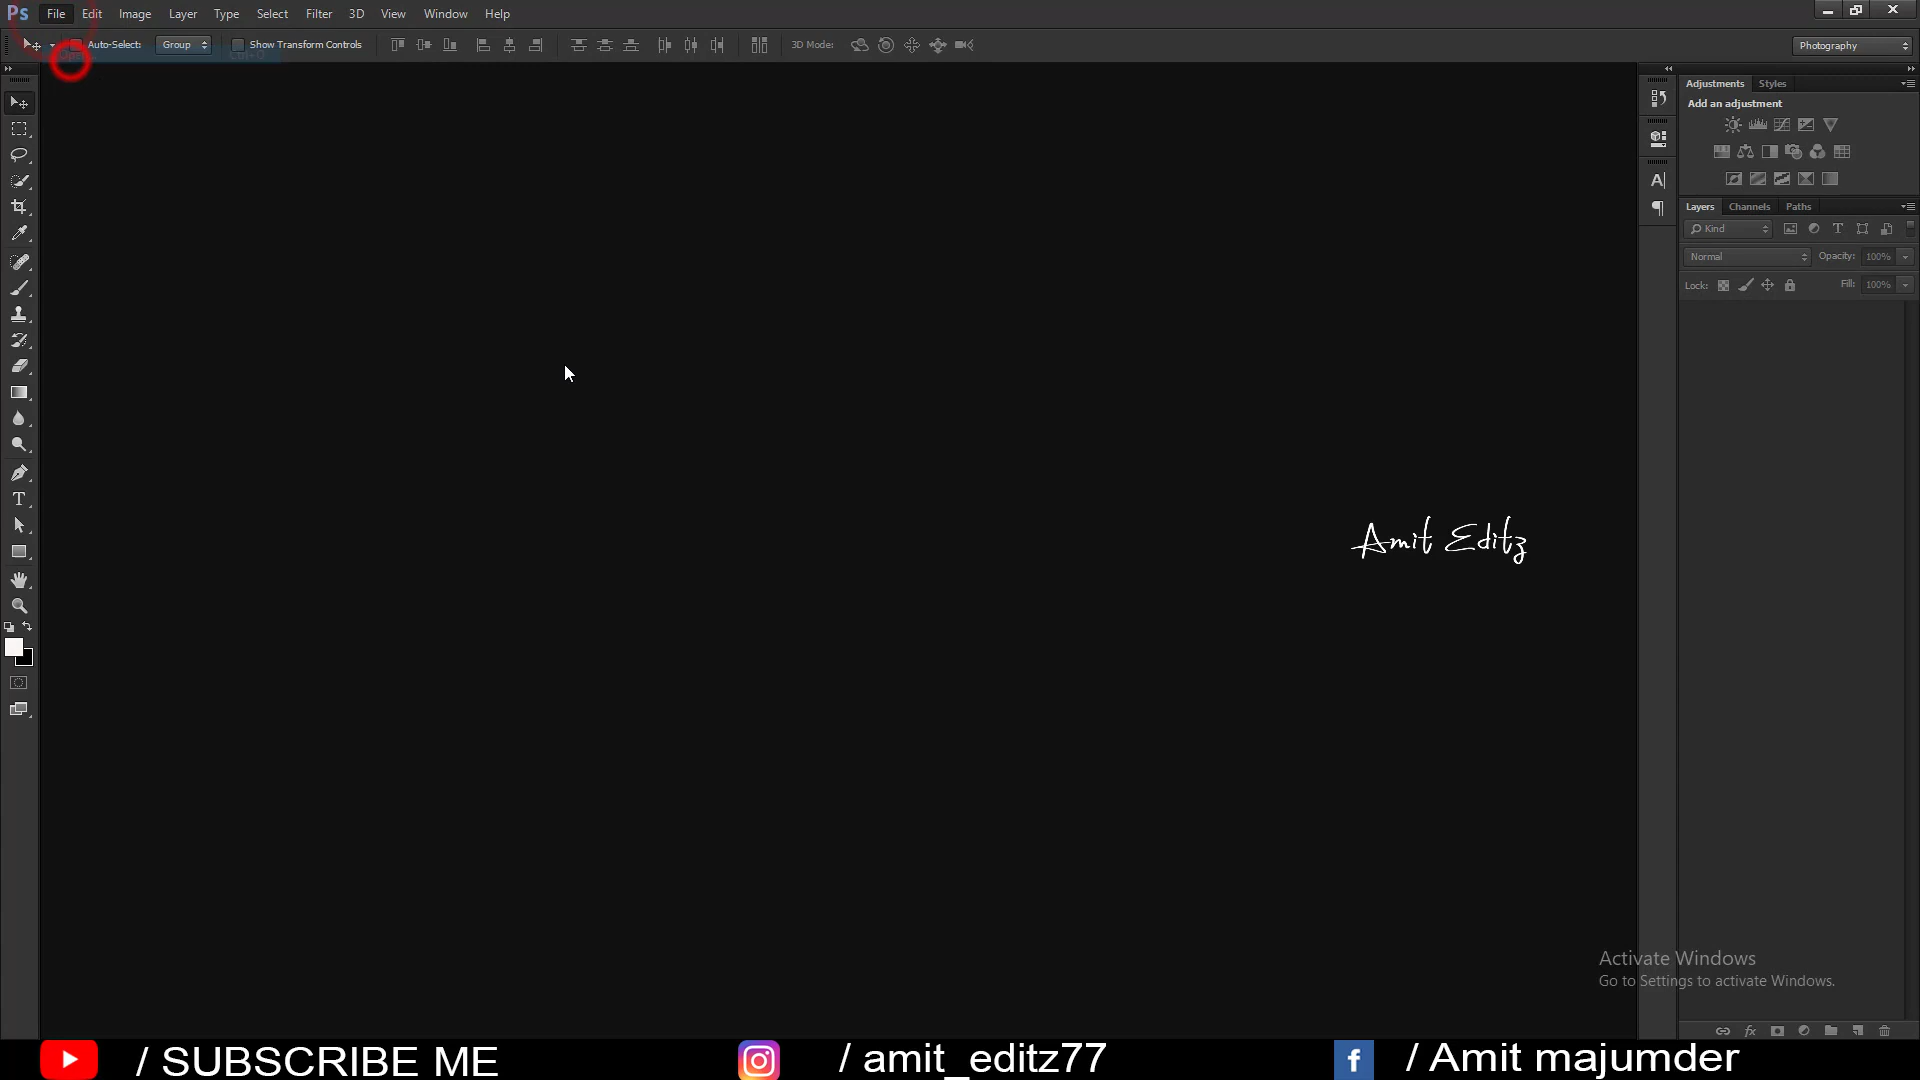 Ps File Edit Image Layer Type Select Filter 3D View Window Help
Auto-Select: Group Show Transform Controls 3D Mode: Photography
Adjustments Styles
Add an adjustment
Layers Channels Paths
Kind
Normal Opacity: 100%
Lock: Fill: 100%
Amit Editz
Activate Windows
Go to Settings to activate Windows.
/ SUBSCRIBE ME / amit_editz77 / Amit majumder